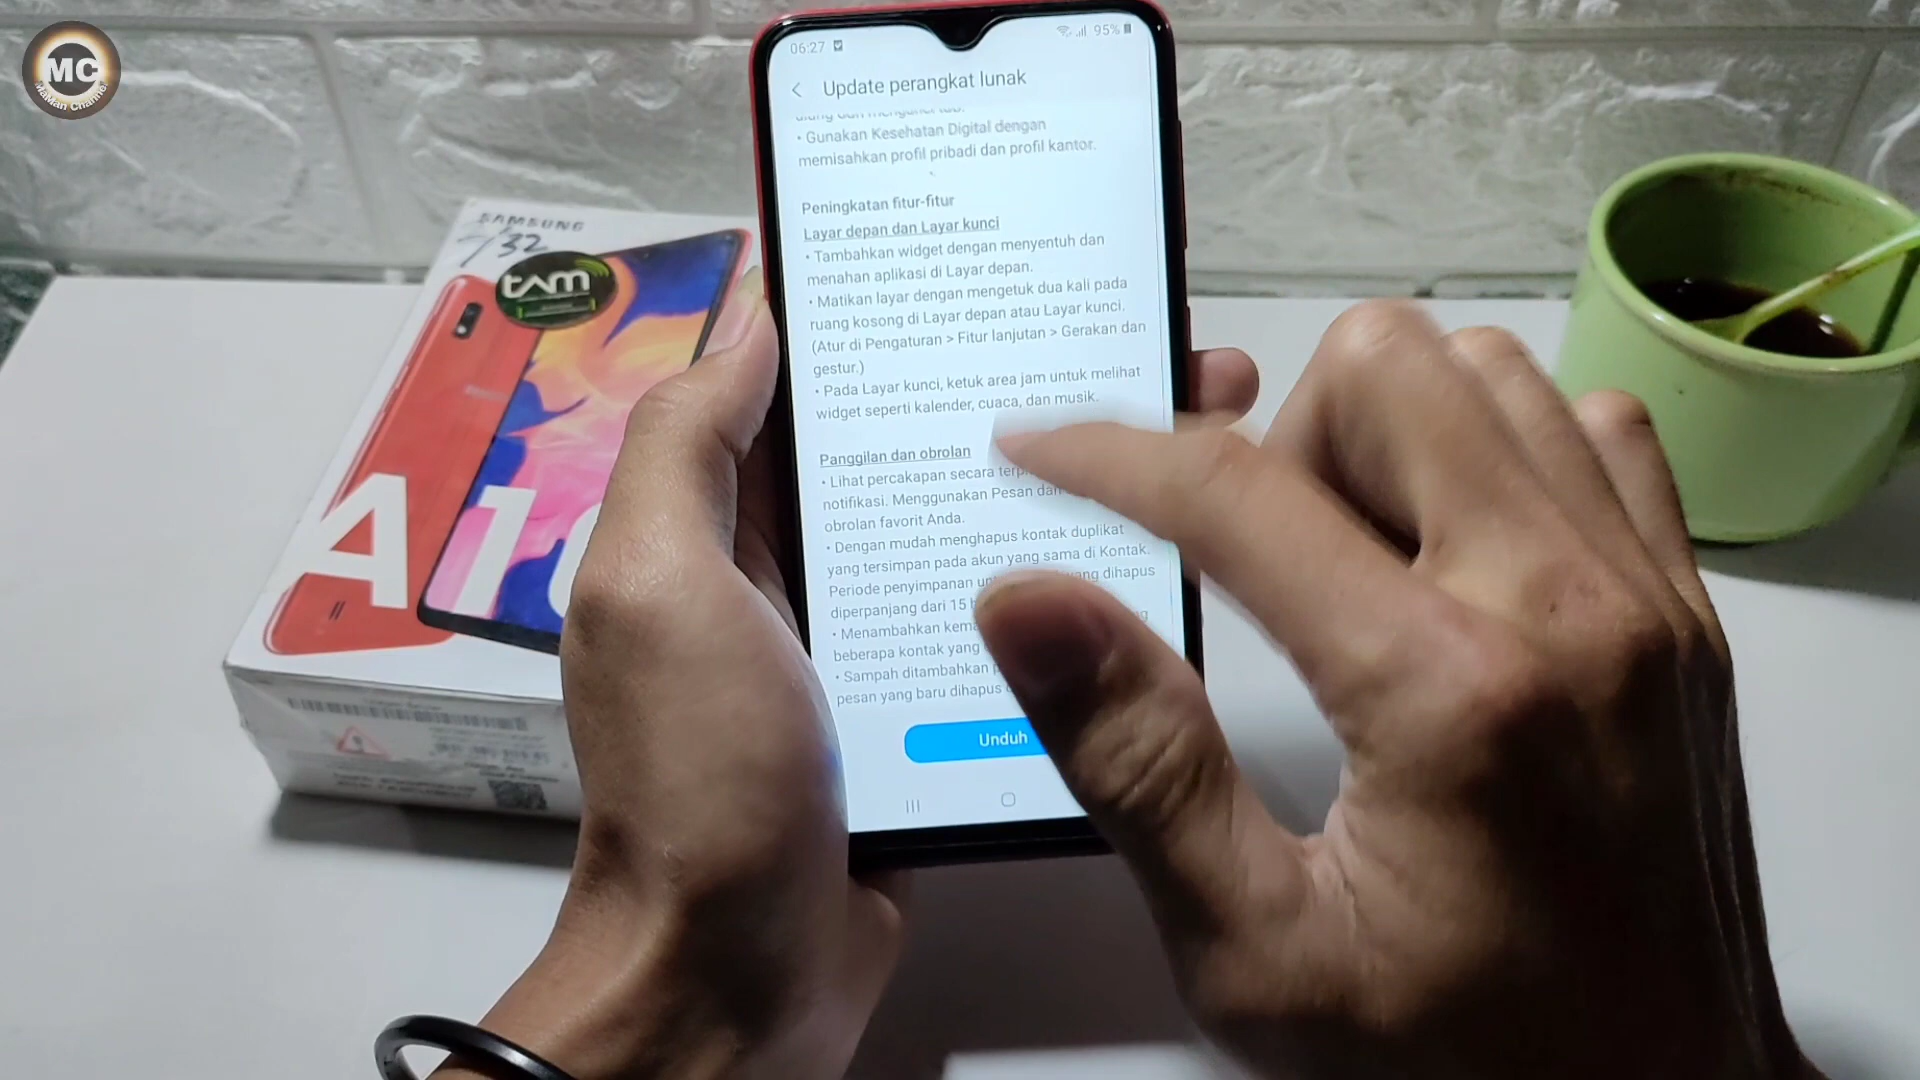 MC
MaMan Channel
06:27
95%
Update perangkat lunak
• Gunakan Kesehatan Digital dengan
memisahkan profil pribadi dan profil kantor.
Peningkatan fitur-fitur
Layar depan dan Layar kunci
• Tambahkan widget dengan menyentuh dan
menahan aplikasi di Layar depan.
• Matikan layar dengan mengetuk dua kali pada
ruang kosong di Layar depan atau Layar kunci.
(Atur di Pengaturan > Fitur lanjutan > Gerakan dan
gestur.)
• Pada Layar kunci, ketuk area jam untuk melihat
widget seperti kalender, cuaca, dan musik.
Panggilan dan obrolan
• Lihat percakapan secara
notifikasi. Menggunakan Pesan dan
obrolan favorit Anda.
• Dengan mudah menghapus kontak duplikat
yang tersimpan pada akun yang sama di Kontak.
Periode penyimpanan yang dihapus
diperpanjang dari 15
• Menambahkan
beberapa kontak yang
• Sampah ditambahkan
pesan yang baru dihapus
Unduh
SAMSUNG
732
tam
A10